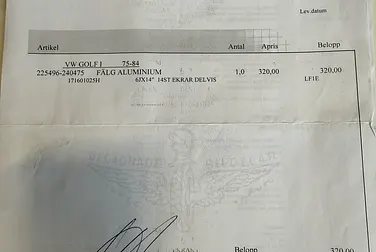 Lev.datum
Artikel Antal Apris Belopp
VW GOLF I 75-84
225496-240475 FÄLG ALUMINIUM 1,0 320,00 320,00
171601025H 6JX14" 14ST EKRAR DELVIS LF1E
Belopp 320,00